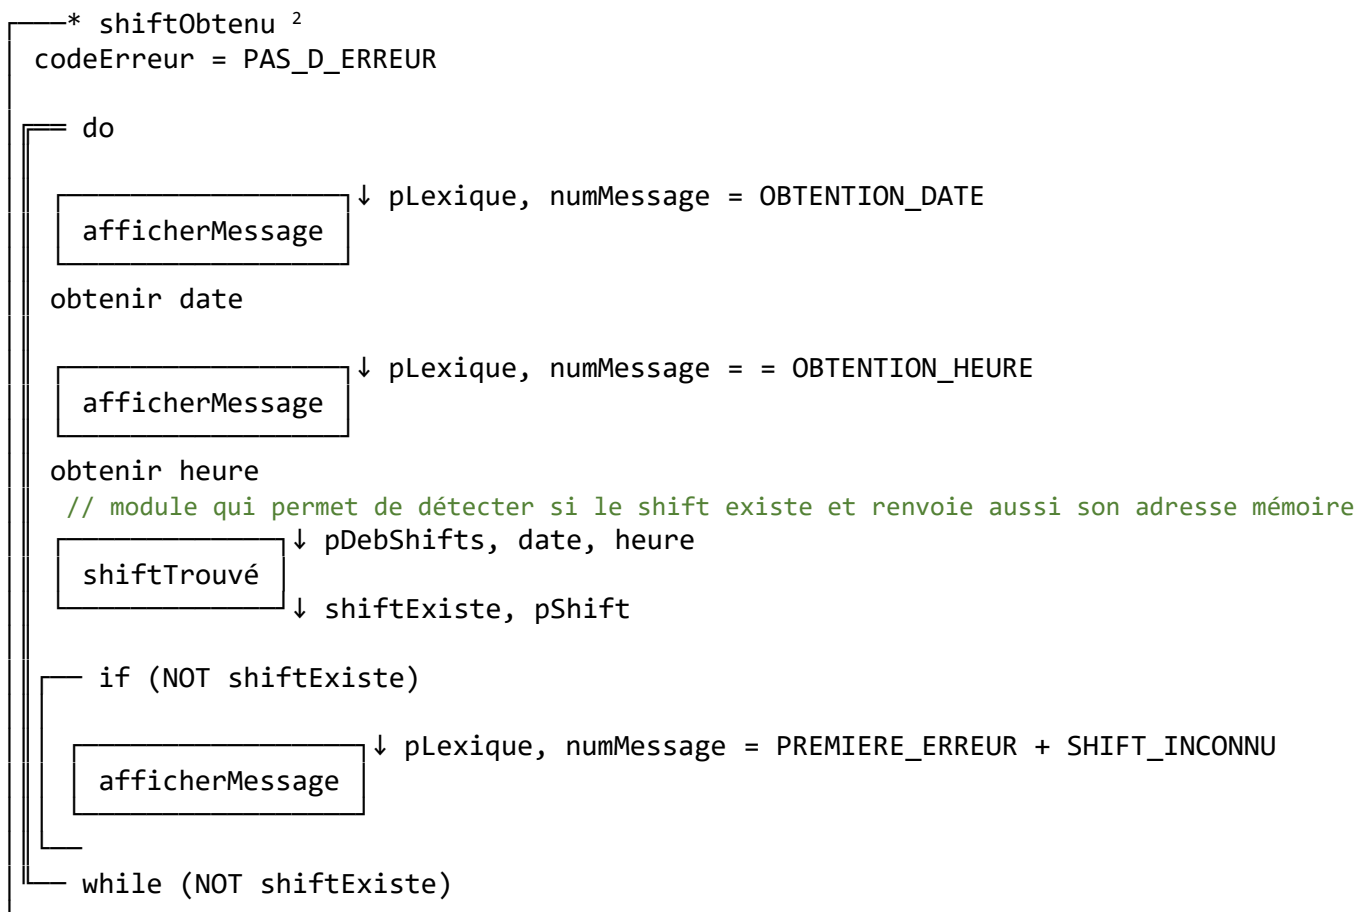 * shiftObtenu ²
codeErreur = PAS_D_ERREUR
do
↓ pLexique, numMessage = OBTENTION_DATE
afficherMessage
obtenir date
↓ pLexique, numMessage = = OBTENTION_HEURE
afficherMessage
obtenir heure
// module qui permet de détecter si le shift existe et renvoie aussi son adresse mémoire
↓ pDebShifts, date, heure
shiftTrouvé
↓ shiftExiste, pShift
if (NOT shiftExiste)
↓ pLexique, numMessage = PREMIERE_ERREUR + SHIFT_INCONNU
afficherMessage
while (NOT shiftExiste)